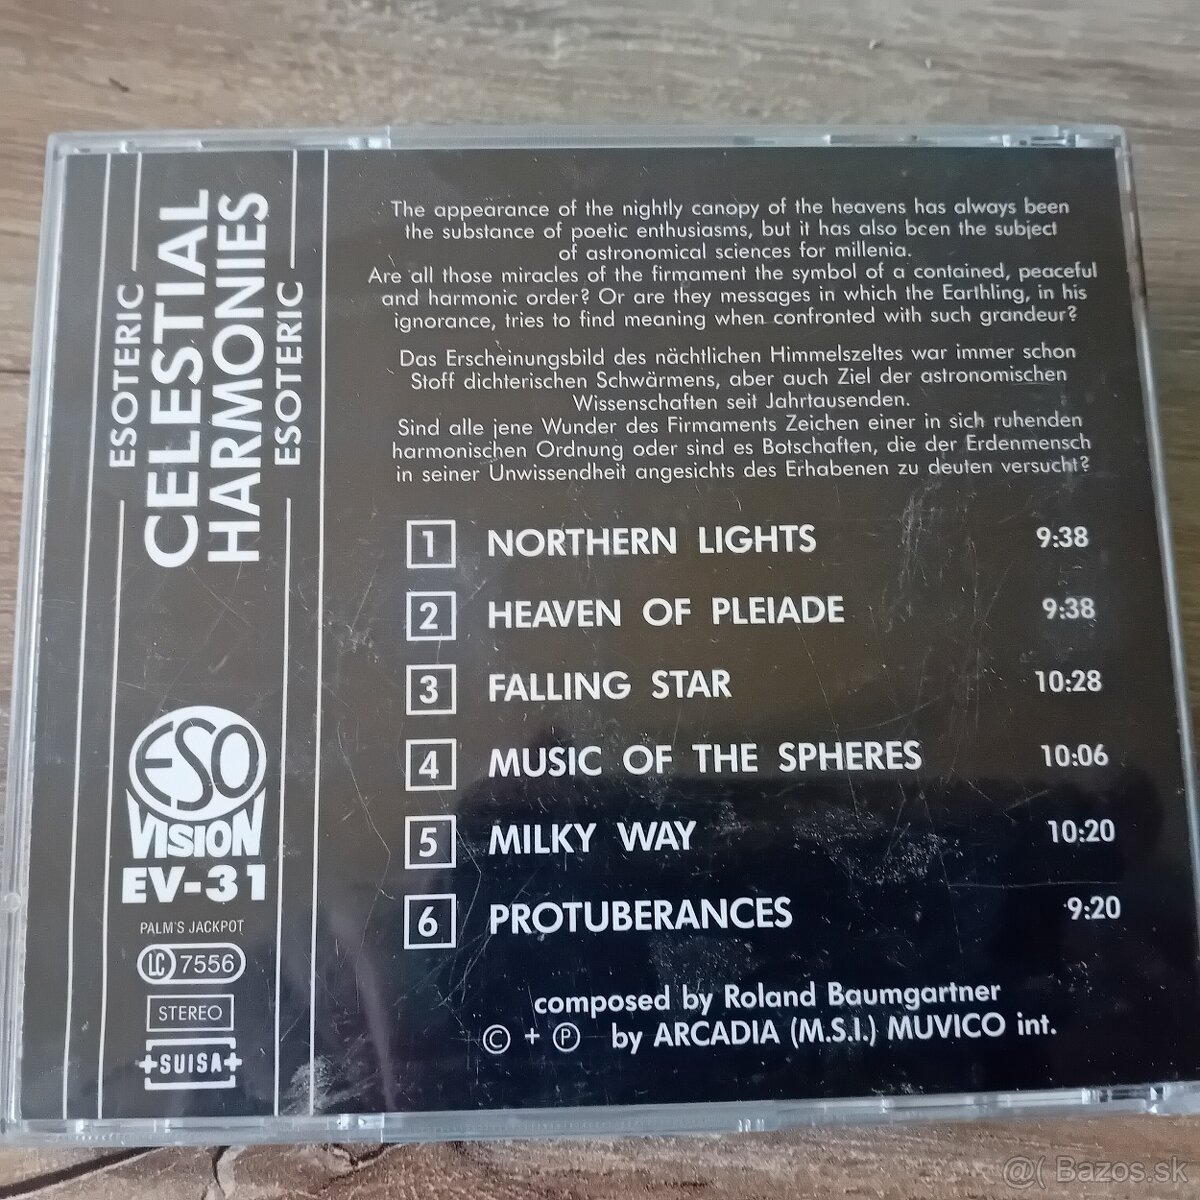 ESOTERIC
CELESTIAL
HARMONIES
ESOTERIC
The appearance of the nightly canopy of the heavens has always been
the substance of poetic enthusiasms, but it has also been the subject
of astronomical sciences for millenia.
Are all those miracles of the firmament the symbol of a contained, peaceful
and harmonic order? Or are they messages in which the Earthling, in his
ignorance, tries to find meaning when confronted with such grandeur?
Das Erscheinungsbild des nächtlichen Himmelszeltes war immer schon
Stoff dichterischen Schwärmens, aber auch Ziel der astronomischen
Wissenschaften seit Jahrtausenden.
Sind alle jene Wunder des Firmaments Zeichen einer in sich ruhenden
harmonischen Ordnung oder sind es Botschaften, die der Erdenmensch
in seiner Unwissendheit angesichts des Erhabenen zu deuten versucht?
1 NORTHERN LIGHTS 9:38
2 HEAVEN OF PLEIADE 9:38
3 FALLING STAR 10:28
4 MUSIC OF THE SPHERES 10:06
5 MILKY WAY 10:20
6 PROTUBERANCES 9:20
composed by Roland Baumgartner
© + ℗ by ARCADIA (M.S.I.) MUVICO int.
ESO
VISION
EV-31
PALM'S JACKPOT
LC 7556
STEREO
SUISA
@( Bazos.sk